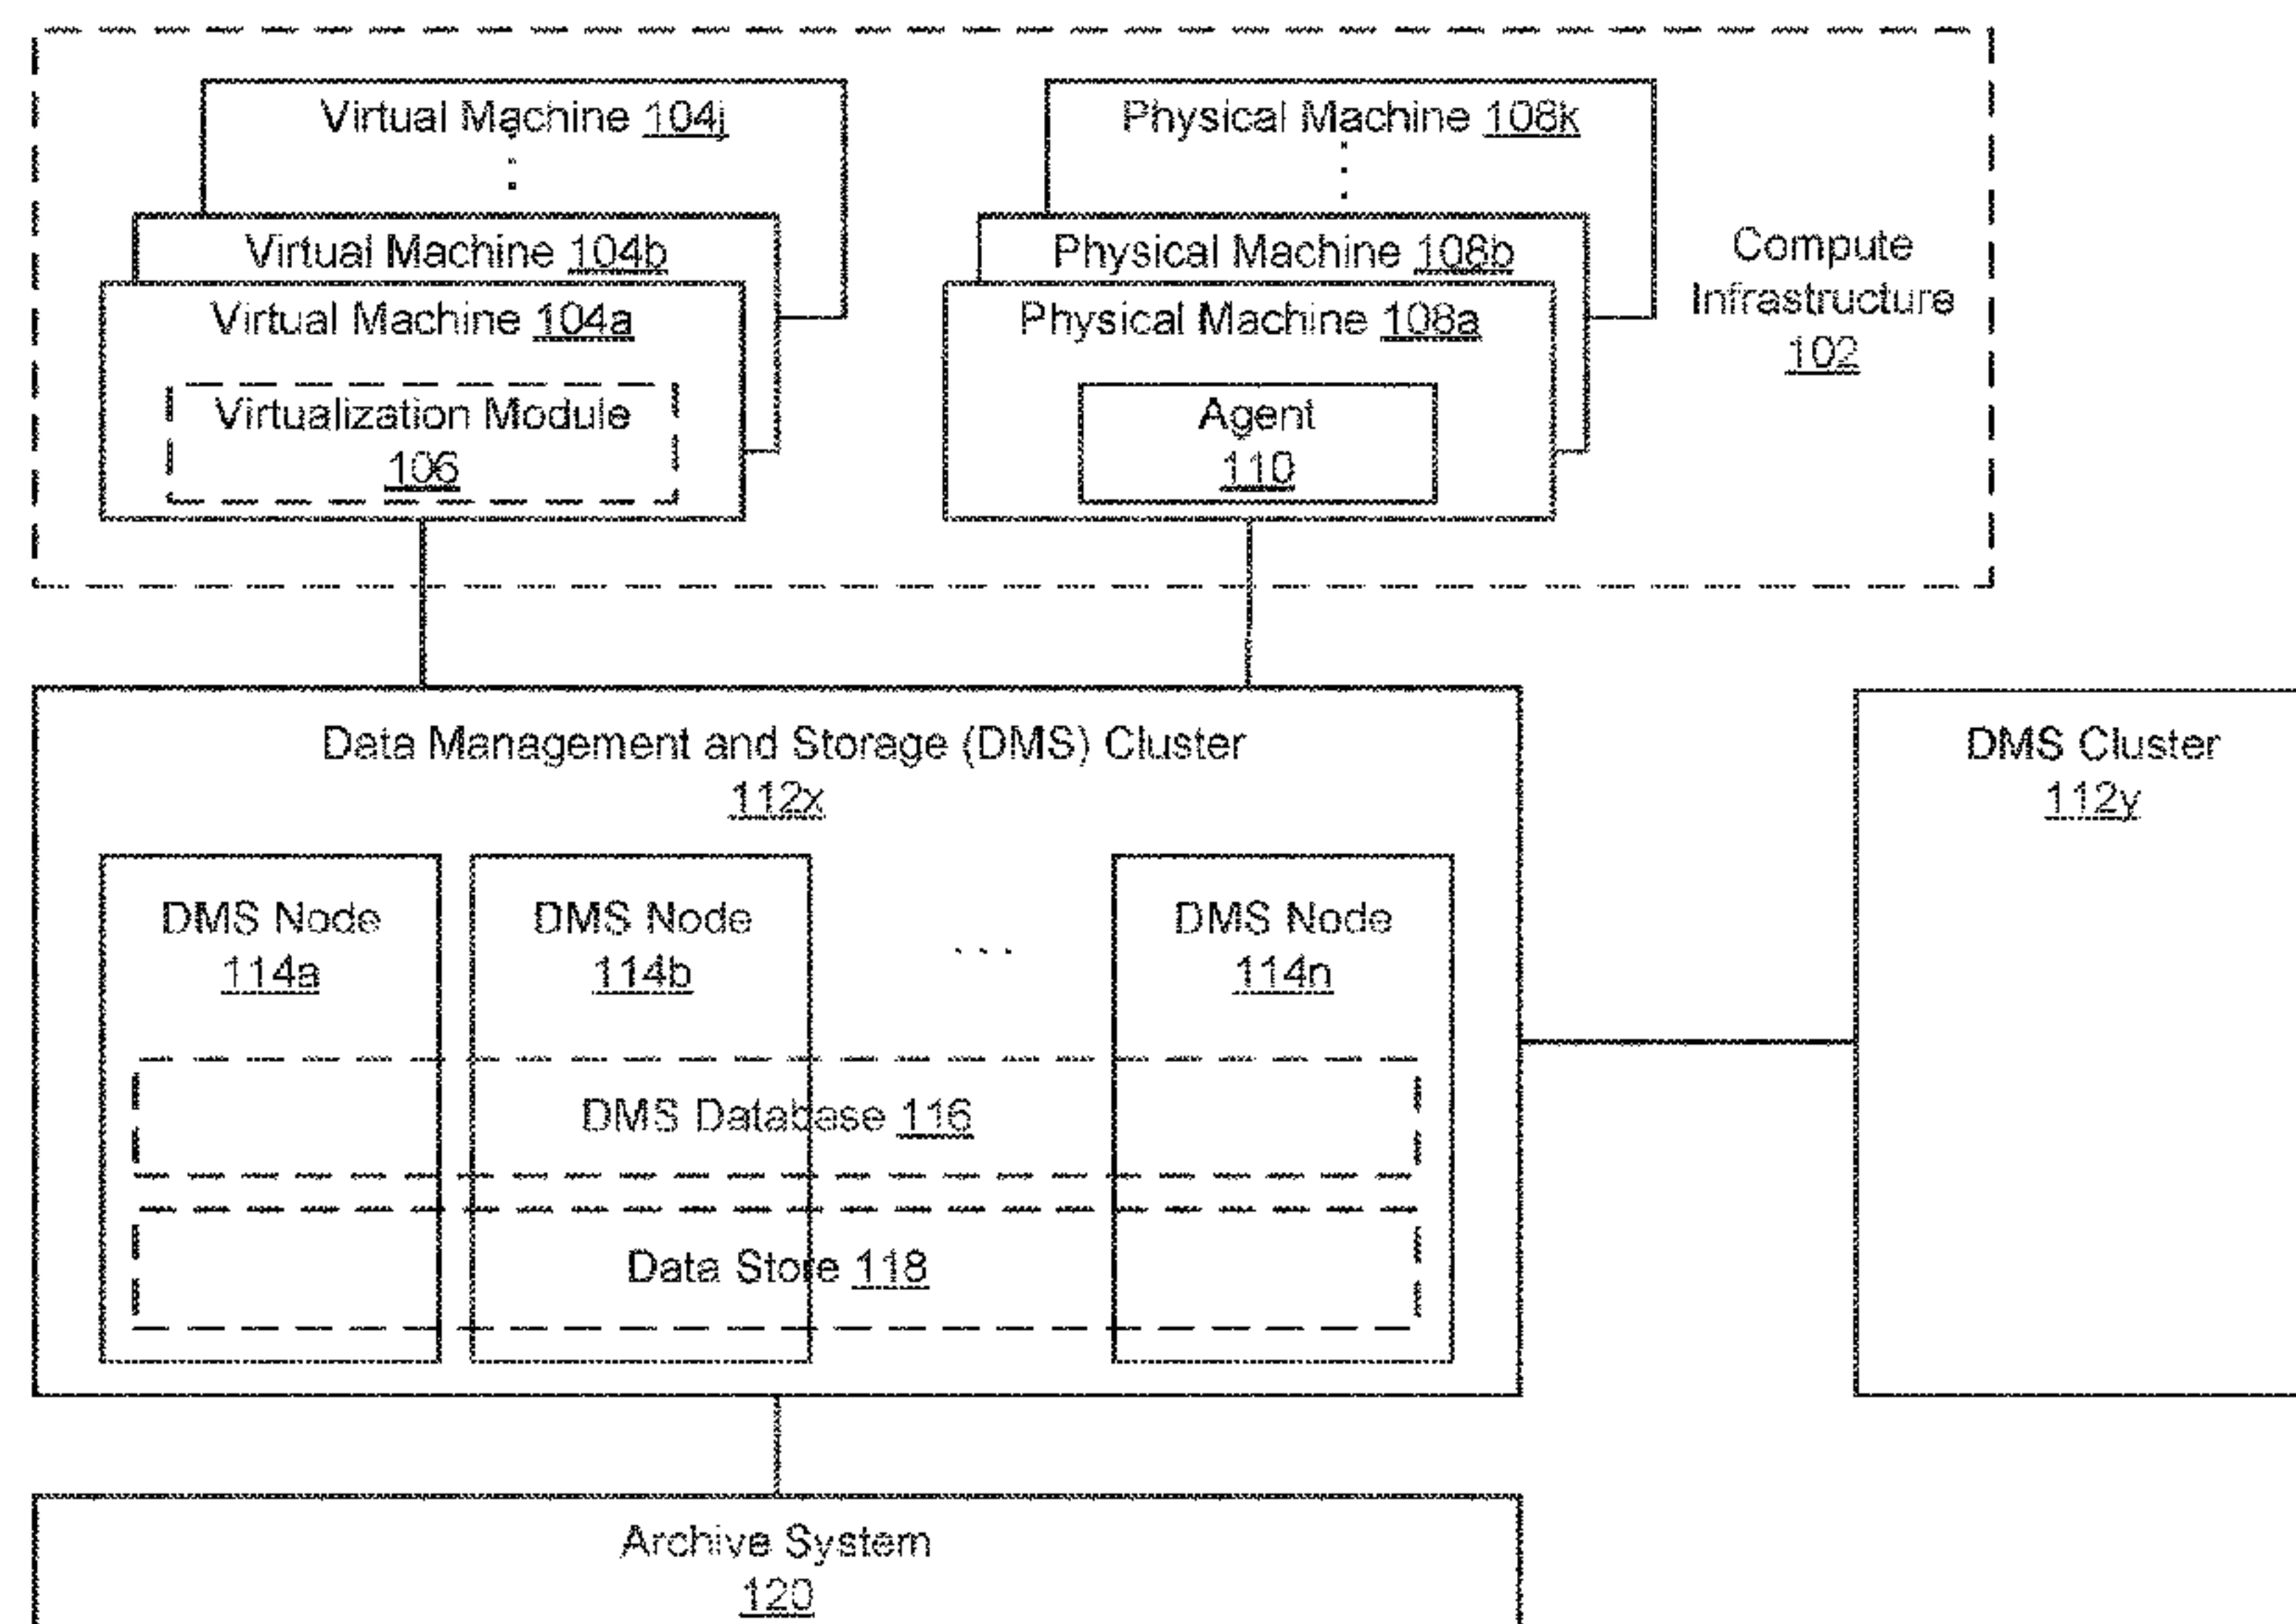 Virtual Machine 104j
Physical Machine 108k
Virtual Machine 104b
Physical Machine 108b
Compute
Infrastructure
102
Virtual Machine 104a
Physical Machine 108a
Virtualization Module
106
Agent
110
Data Management and Storage (DMS) Cluster
112x
DMS Cluster
112y
DMS Node
114a
DMS Node
114b
. . .
DMS Node
114n
DMS Database 116
Data Store 118
Archive System
120